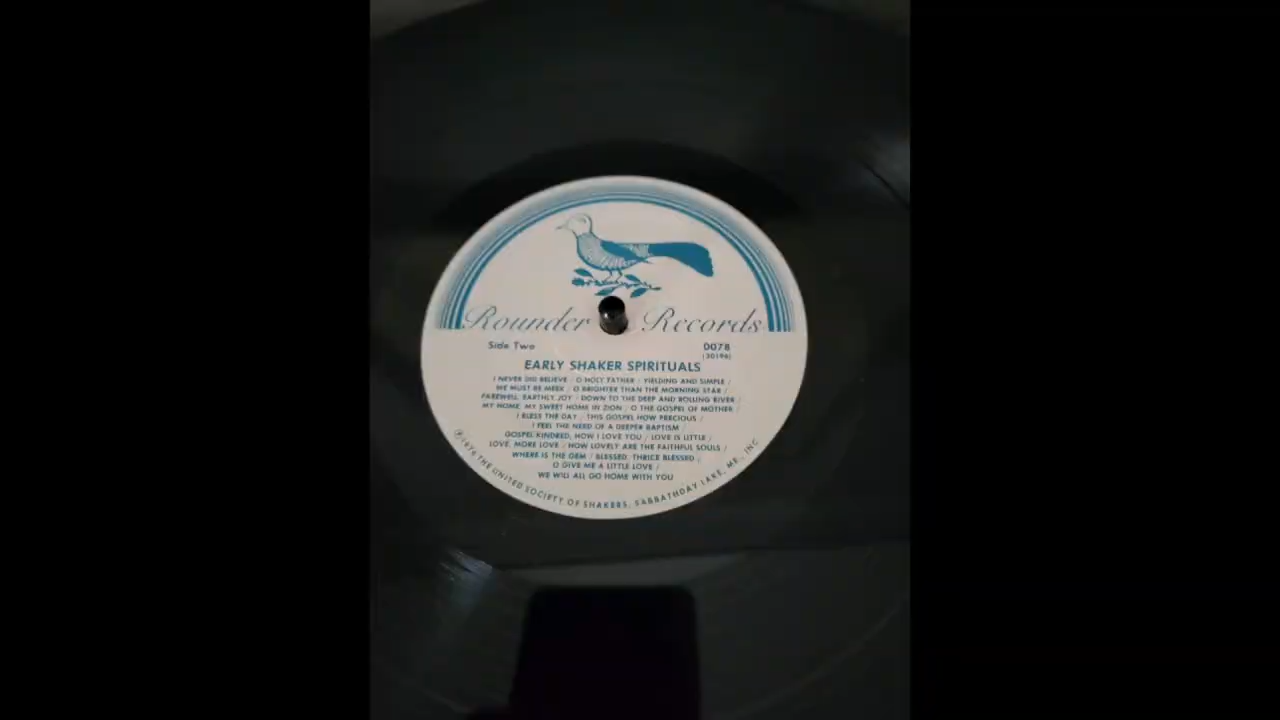 Rounder Records
Side Two 0078
(30196)
EARLY SHAKER SPIRITUALS
I NEVER DID BELIEVE / O HOLY FATHER / YIELDING AND SIMPLE /
WE MUST BE MEEK / O BRIGHTER THAN THE MORNING STAR /
FAREWELL, EARTHLY JOY / DOWN TO THE DEEP AND ROLLING RIVER /
MY HOME, MY SWEET HOME IN ZION / O THE GOSPEL OF MOTHER /
I BLESS THE DAY / THIS GOSPEL HOW PRECIOUS /
I FEEL THE NEED OF A DEEPER BAPTISM /
GOSPEL KINDRED, HOW I LOVE YOU / LOVE IS LITTLE /
LOVE, MORE LOVE / HOW LOVELY ARE THE FAITHFUL SOULS /
WHERE IS THE GEM / BLESSED, THRICE BLESSED /
O GIVE ME A LITTLE LOVE /
WE WILL ALL GO HOME WITH YOU
℗ 1976 THE UNITED SOCIETY OF SHAKERS, SABBATHDAY LAKE, ME., INC.